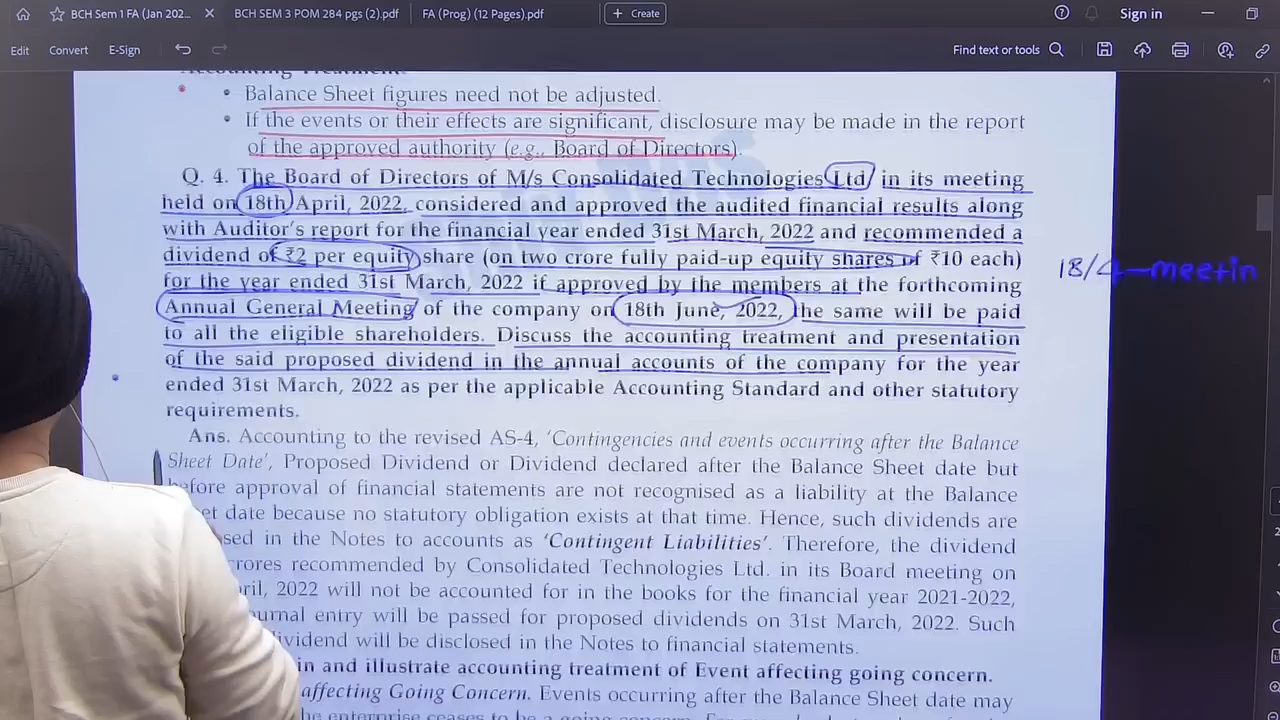 BCH SEM 1 FA (Jan 202... × BCH SEM 3 POM 284 pgs (2).pdf FA (Prog) (12 Pages).pdf + Create Sign in
Edit Convert E-Sign Find text or tools
Accounting Treatment
• Balance Sheet figures need not be adjusted.
• If the events or their effects are significant, disclosure may be made in the report
of the approved authority (e.g., Board of Directors).
Q. 4. The Board of Directors of M/s Consolidated Technologies Ltd in its meeting
held on 18th April, 2022, considered and approved the audited financial results along
with Auditor's report for the financial year ended 31st March, 2022 and recommended a
dividend of ₹2 per equity share (on two crore fully paid-up equity shares of ₹10 each)
for the year ended 31st March, 2022 if approved by the members at the forthcoming
Annual General Meeting of the company on 18th June, 2022, the same will be paid
to all the eligible shareholders. Discuss the accounting treatment and presentation
of the said proposed dividend in the annual accounts of the company for the year
ended 31st March, 2022 as per the applicable Accounting Standard and other statutory
requirements.
18/4-meetin
Ans. Accounting to the revised AS-4, 'Contingencies and events occurring after the Balance
Sheet Date', Proposed Dividend or Dividend declared after the Balance Sheet date but
before approval of financial statements are not recognised as a liability at the Balance
et date because no statutory obligation exists at that time. Hence, such dividends are
sed in the Notes to accounts as 'Contingent Liabilities'. Therefore, the dividend
crores recommended by Consolidated Technologies Ltd. in its Board meeting on
ril, 2022 will not be accounted for in the books for the financial year 2021-2022,
urnal entry will be passed for proposed dividends on 31st March, 2022. Such
ividend will be disclosed in the Notes to financial statements.
in and illustrate accounting treatment of Event affecting going concern.
affecting Going Concern. Events occurring after the Balance Sheet date may
he enterprise ceases to be a going concern.